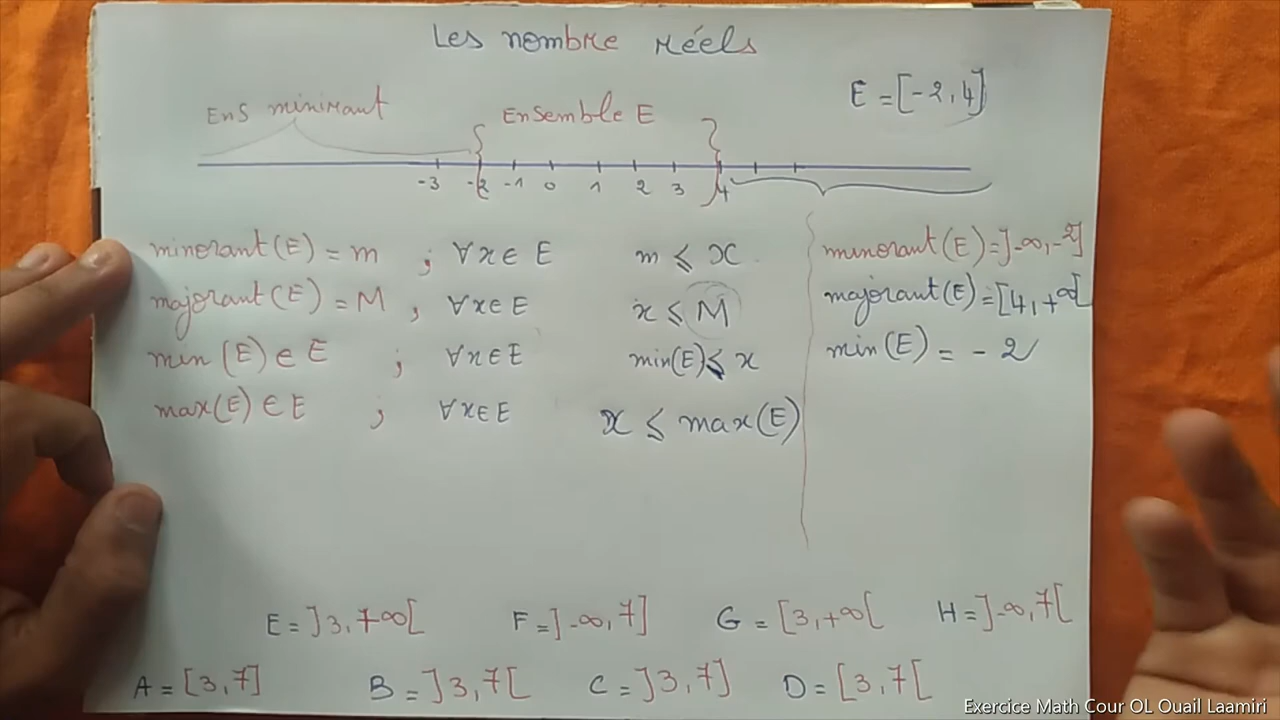 Les nombre réels
E = [-2, 4]
Ens minirant Ensemble E
-3 -2 -1 0 1 2 3 4
minorant(E) = m ; ∀x∈E m ⩽ x
majorant(E) = M , ∀x∈E x ⩽ M
min(E) ∈ E ; ∀x∈E min(E) ⩽ x
max(E) ∈ E ; ∀x∈E x ⩽ max(E)
minorant(E) = ]-∞, -2]
majorant(E) = [4, +∞[
min(E) = -2
E = ]3, +∞[ F = ]-∞, 7] G = [3, +∞[ H = ]-∞, 7[
A = [3, 7] B = ]3, 7[ C = ]3, 7] D = [3, 7[
Exercice Math Cour OL Ouail Laamiri